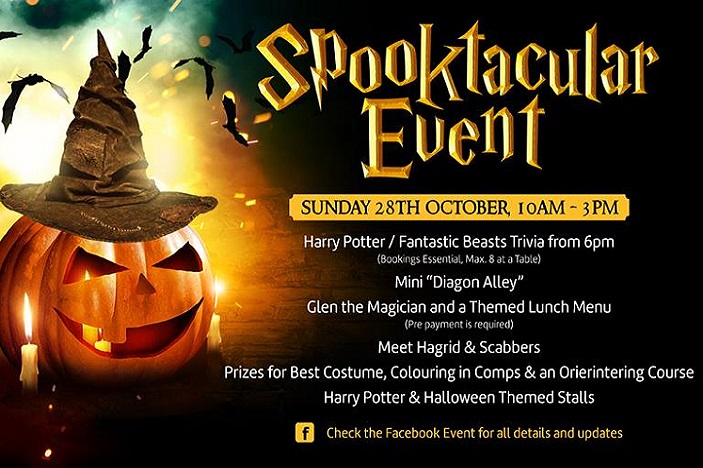 Spooktacular
Event
SUNDAY 28TH OCTOBER, 10AM - 3PM
Harry Potter / Fantastic Beasts Trivia from 6pm
(Bookings Essential, Max. 8 at a Table)
Mini “Diagon Alley”
Glen the Magician and a Themed Lunch Menu
(Pre payment is required)
Meet Hagrid & Scabbers
Prizes for Best Costume, Colouring in Comps & an Orierintering Course
Harry Potter & Halloween Themed Stalls
f Check the Facebook Event for all details and updates